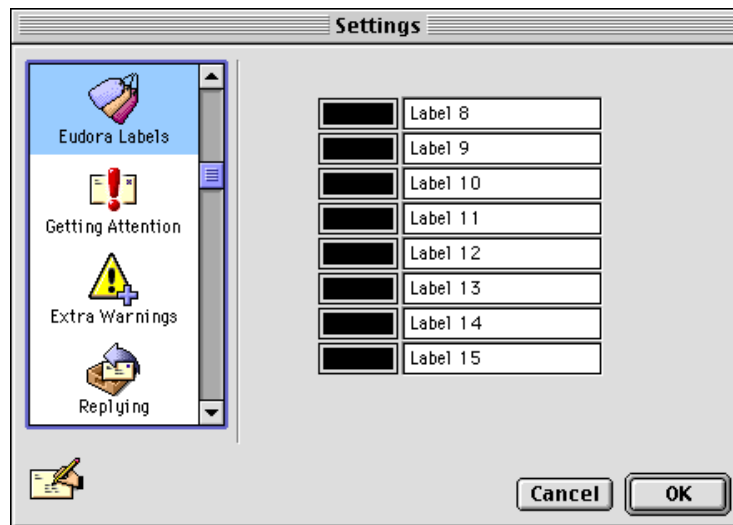 Settings
Eudora Labels
Getting Attention
Extra Warnings
Replying
Label 8
Label 9
Label 10
Label 11
Label 12
Label 13
Label 14
Label 15
Cancel
OK